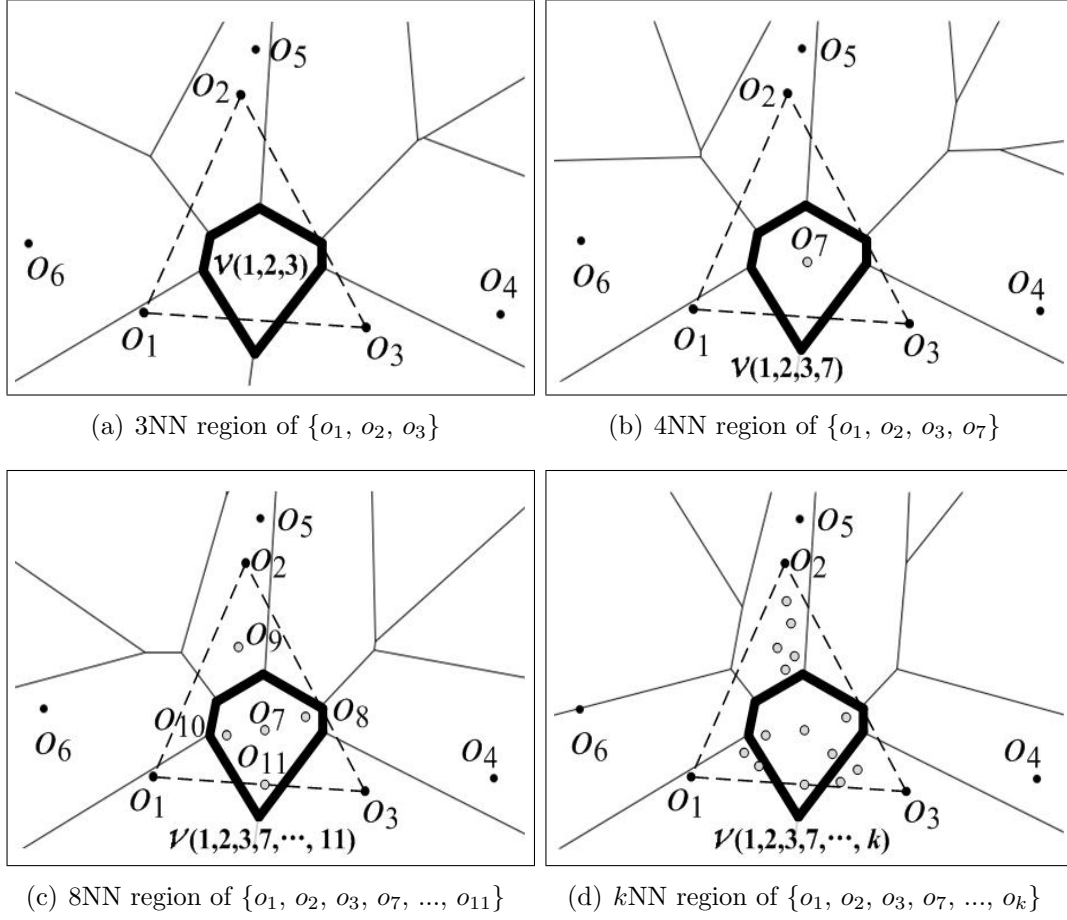 o5
o2
V(1,2,3)
o6
o4
o1
o3
(a) 3NN region of {o1, o2, o3}
o5
o2
o7
o6
o4
o1
o3
V(1,2,3,7)
(b) 4NN region of {o1, o2, o3, o7}
o5
o2
o9
o10 o7 o8
o6
o11
o4
o1
o3
V(1,2,3,7,⋯, 11)
(c) 8NN region of {o1, o2, o3, o7, ..., o11}
o5
o2
o6
o4
o1
o3
V(1,2,3,7,⋯, k)
(d) kNN region of {o1, o2, o3, o7, ..., ok}